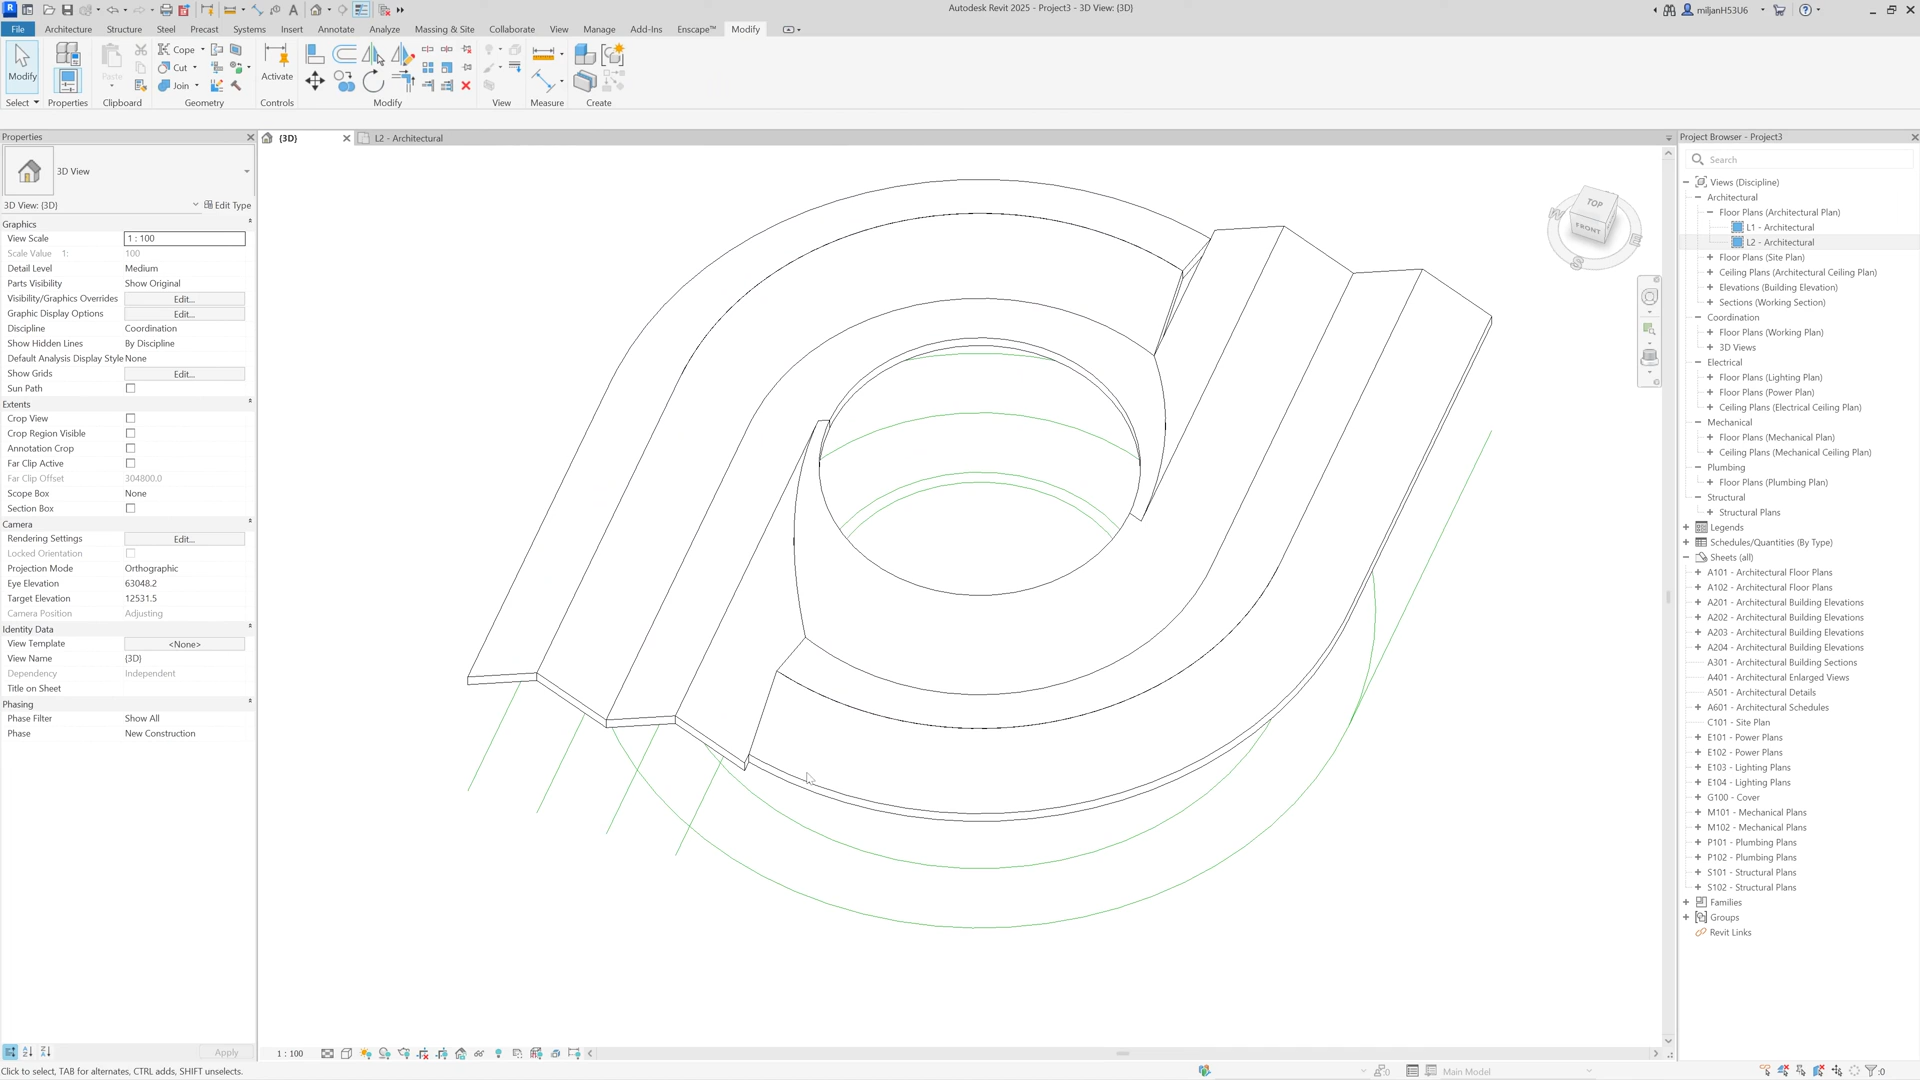 Autodesk Revit 2025 - Project3 - 3D View: {3D}
miljanH53U6
File Architecture Structure Steel Precast Systems Insert Annotate Analyze Massing & Site Collaborate View Manage Add-Ins Enscape™ Modify
Modify
Paste
Cope
Cut
Join
Activate
Select Properties Clipboard Geometry Controls Modify View Measure Create
Properties
{3D}
L2 - Architectural
Project Browser - Project3
3D View
Search
3D View: {3D}
Edit Type
Graphics
View Scale 1 : 100
Scale Value 1: 100
Detail Level Medium
Parts Visibility Show Original
Visibility/Graphics Overrides Edit...
Graphic Display Options Edit...
Discipline Coordination
Show Hidden Lines By Discipline
Default Analysis Display Style None
Show Grids Edit...
Sun Path
Extents
Crop View
Crop Region Visible
Annotation Crop
Far Clip Active
Far Clip Offset 304800.0
Scope Box None
Section Box
Camera
Rendering Settings Edit...
Locked Orientation
Projection Mode Orthographic
Eye Elevation 63048.2
Target Elevation 12531.5
Camera Position Adjusting
Identity Data
View Template <None>
View Name {3D}
Dependency Independent
Title on Sheet
Phasing
Phase Filter Show All
Phase New Construction
Apply
TOP
FRONT
W
S
E
Views (Discipline)
Architectural
Floor Plans (Architectural Plan)
L1 - Architectural
L2 - Architectural
Floor Plans (Site Plan)
Ceiling Plans (Architectural Ceiling Plan)
Elevations (Building Elevation)
Sections (Working Section)
Coordination
Floor Plans (Working Plan)
3D Views
Electrical
Floor Plans (Lighting Plan)
Floor Plans (Power Plan)
Ceiling Plans (Electrical Ceiling Plan)
Mechanical
Floor Plans (Mechanical Plan)
Ceiling Plans (Mechanical Ceiling Plan)
Plumbing
Floor Plans (Plumbing Plan)
Structural
Structural Plans
Legends
Schedules/Quantities (By Type)
Sheets (all)
A101 - Architectural Floor Plans
A102 - Architectural Floor Plans
A201 - Architectural Building Elevations
A202 - Architectural Building Elevations
A203 - Architectural Building Elevations
A204 - Architectural Building Elevations
A301 - Architectural Building Sections
A401 - Architectural Enlarged Views
A501 - Architectural Details
A601 - Architectural Schedules
C101 - Site Plan
E101 - Power Plans
E102 - Power Plans
E103 - Lighting Plans
E104 - Lighting Plans
G100 - Cover
M101 - Mechanical Plans
M102 - Mechanical Plans
P101 - Plumbing Plans
P102 - Plumbing Plans
S101 - Structural Plans
S102 - Structural Plans
Families
Groups
Revit Links
1 : 100
Click to select, TAB for alternates, CTRL adds, SHIFT unselects.
:0
Main Model
:0